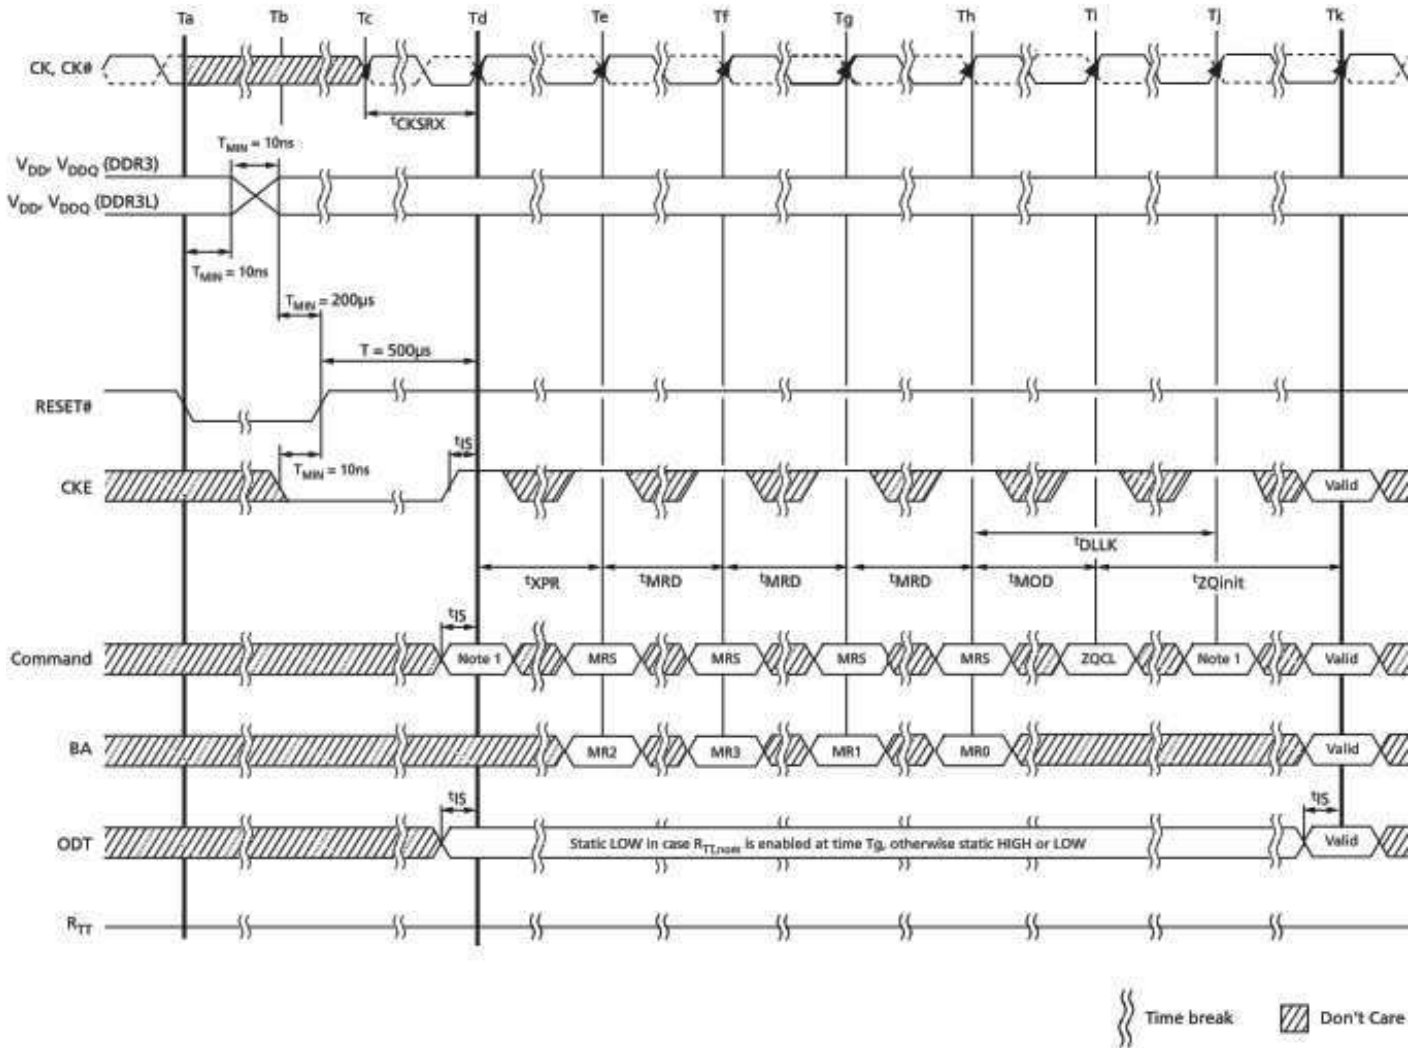 Ta Tb Tc Td Te Tf Tg Th Ti Tj Tk
CK, CK#
tCKSRX
TMIN = 10ns
VDD, VDDQ (DDR3)
VDD, VDDQ (DDR3L)
TMIN = 10ns
TMIN = 200µs
T = 500µs
RESET#
tIS
TMIN = 10ns
CKE
Valid
tDLLK
tXPR tMRD tMRD tMRD tMOD tZQinit
tIS
Command Note 1 MRS MRS MRS MRS ZQCL Note 1 Valid
BA MR2 MR3 MR1 MR0 Valid
tIS tIS
ODT Static LOW in case RTT,nom is enabled at time Tg, otherwise static HIGH or LOW Valid
RTT
Time break Don't Care